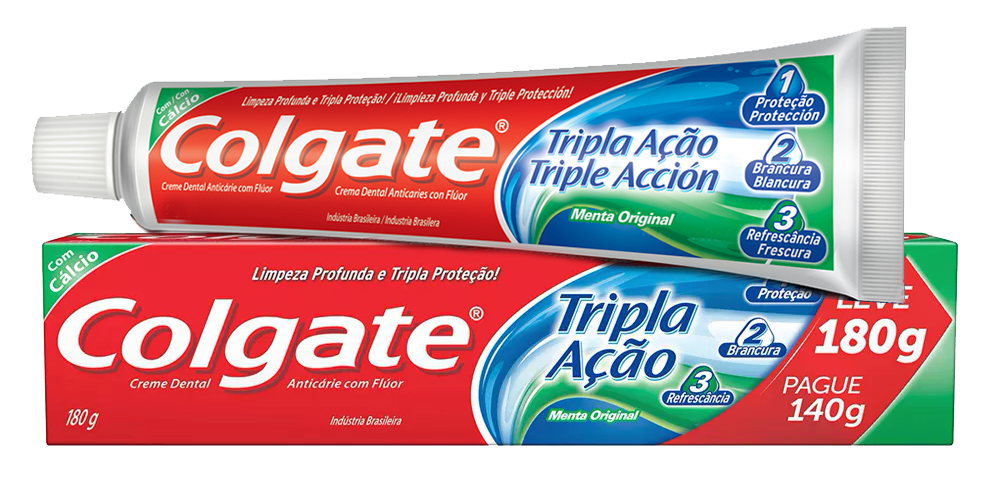 Limpeza Profunda e Tripla Proteção! / ¡Limpieza Profunda y Triple Protección!
Com / Con
Cálcio
Colgate®
Creme Dental Anticárie com Flúor
Crema Dental Anticaries con Flúor
Indústria Brasileira / Industria Brasilera
Tripla Ação
Triple Acción
Menta Original
1
Proteção
Protección
2
Brancura
Blancura
3
Refrescância
Frescura
Com
Cálcio
Limpeza Profunda e Tripla Proteção!
Colgate®
Creme Dental
Anticárie com Flúor
180 g
Indústria Brasileira
Tripla
Ação
Menta Original
Proteção
2
Brancura
3
Refrescância
LEVE
180g
PAGUE
140g